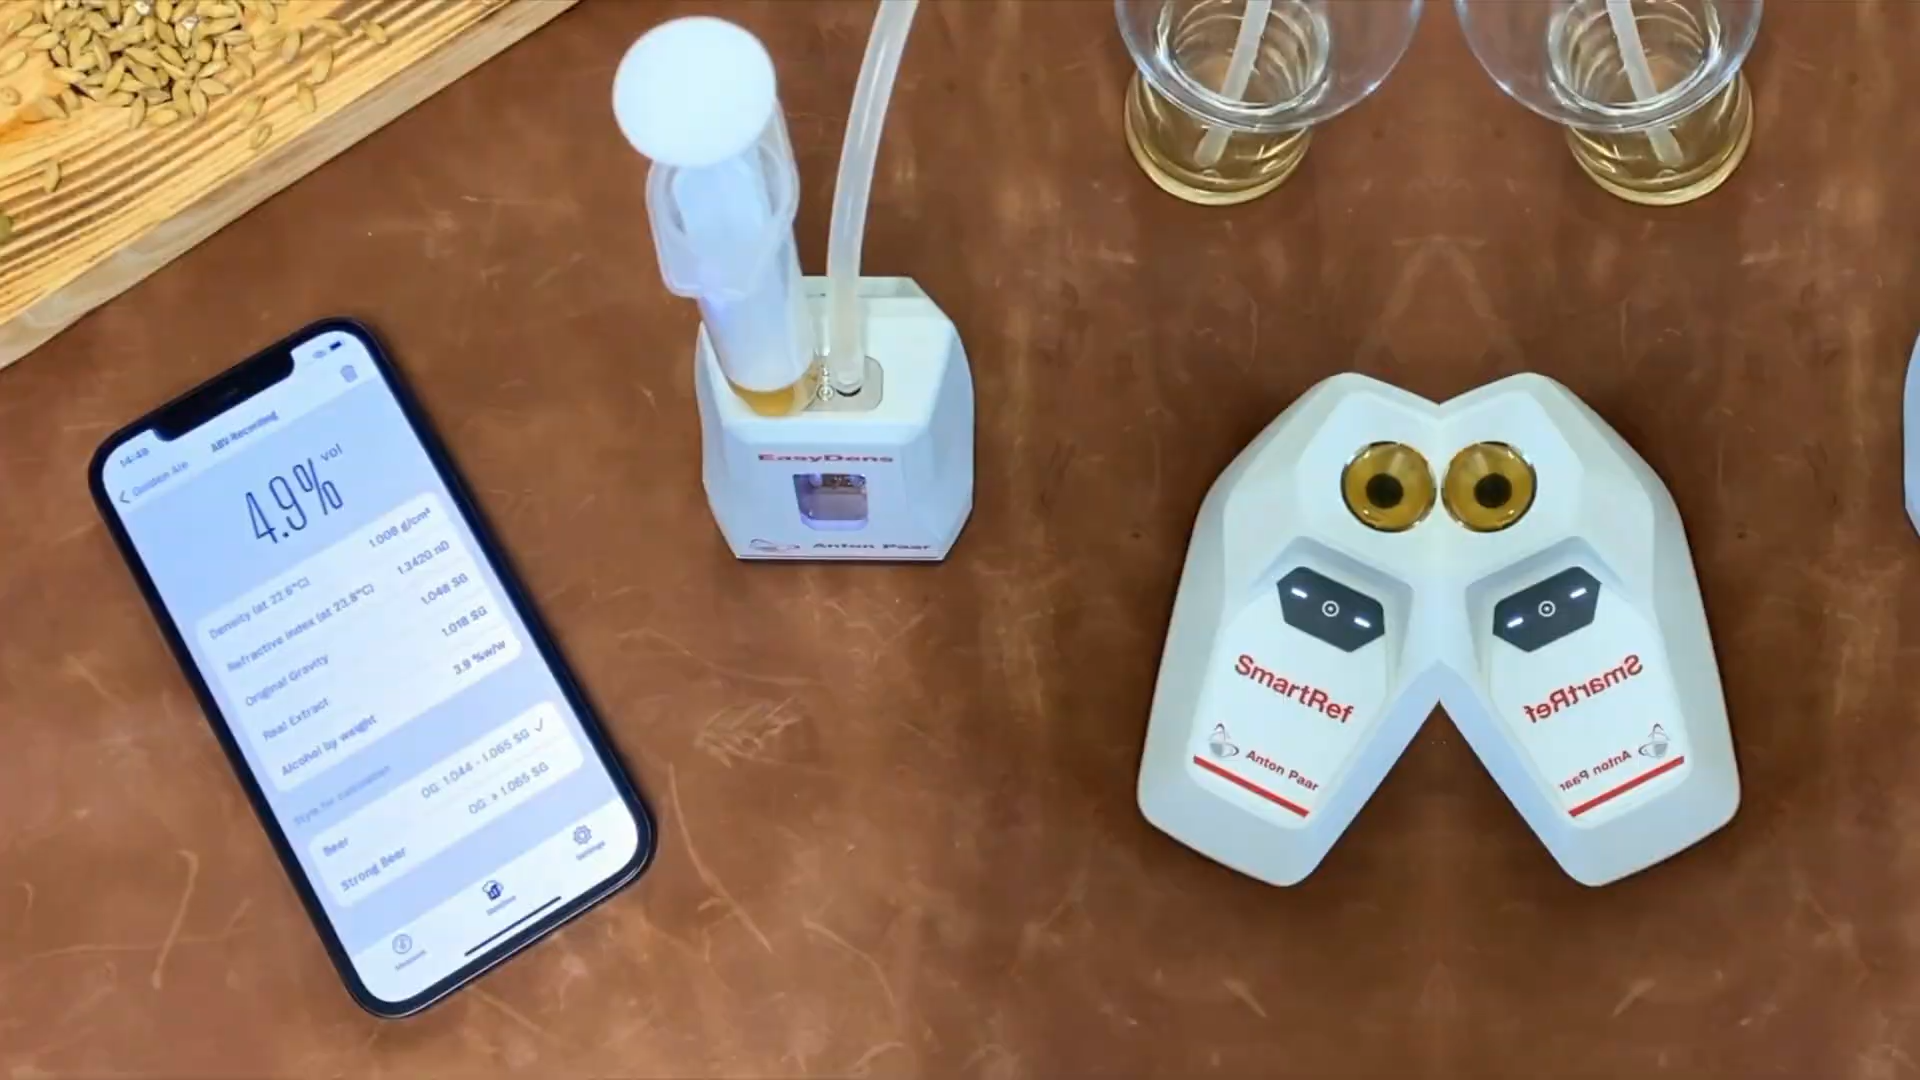 14:49
Golden Ale
ABV Recording
4.9% vol
Density (at 22.6°C) 1.008 g/cm³
Refractive Index (at 23.8°C) 1.3420 nD
Original Gravity 1.048 SG
Real Extract 1.018 SG
Alcohol by weight 3.9 %w/w
Style for calculation
Beer OG: 1.044 - 1.065 SG ✓
Strong Beer OG: > 1.065 SG
Settings
EasyDens
Anton Paar
SmartRef
Anton Paar
SmartRef
Anton Paar